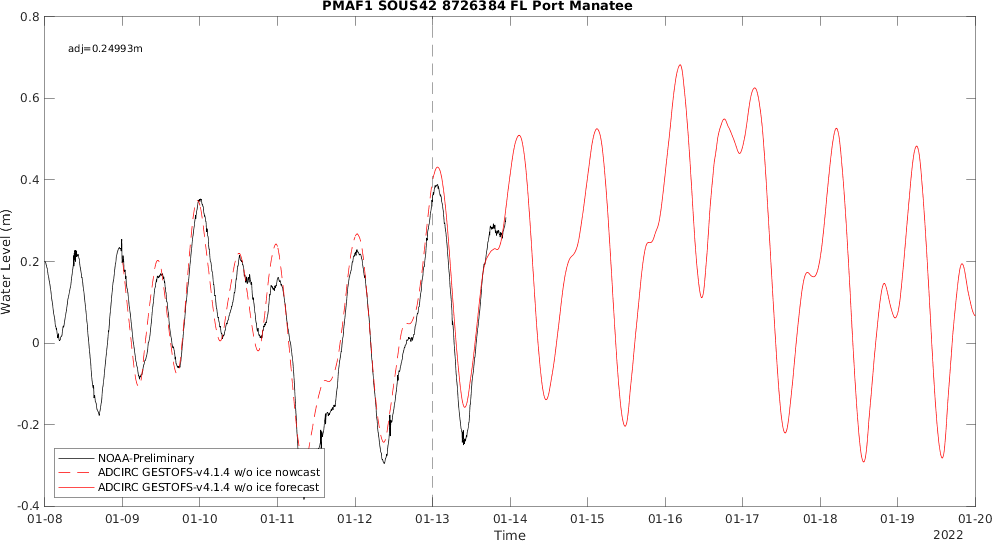 PMAF1 SOUS42 8726384 FL Port Manatee
0.8
adj=0.24993m
0.6
0.4
0.2
0
-0.2
-0.4
Water Level (m)
NOAA-Preliminary
ADCIRC GESTOFS-v4.1.4 w/o ice nowcast
ADCIRC GESTOFS-v4.1.4 w/o ice forecast
01-08 01-09 01-10 01-11 01-12 01-13 01-14 01-15 01-16 01-17 01-18 01-19 01-20
Time
2022